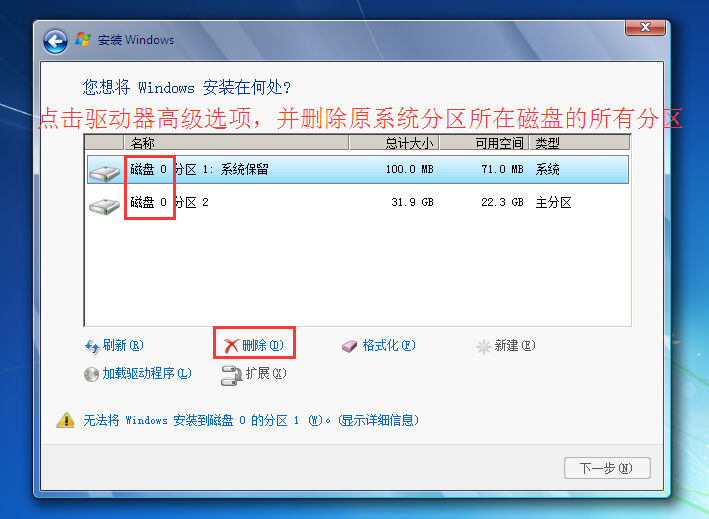 安装 Windows
您想将 Windows 安装在何处?
点击驱动器高级选项，并删除原系统分区所在磁盘的所有分区
名称 总计大小 可用空间 类型
磁盘 0 分区 1: 系统保留 100.0 MB 71.0 MB 系统
磁盘 0 分区 2 31.9 GB 22.3 GB 主分区
刷新(R) 删除(D) 格式化(F) 新建(E)
加载驱动程序(L) 扩展(X)
无法将 Windows 安装到磁盘 0 的分区 1 (W)。(显示详细信息)
下一步(N)